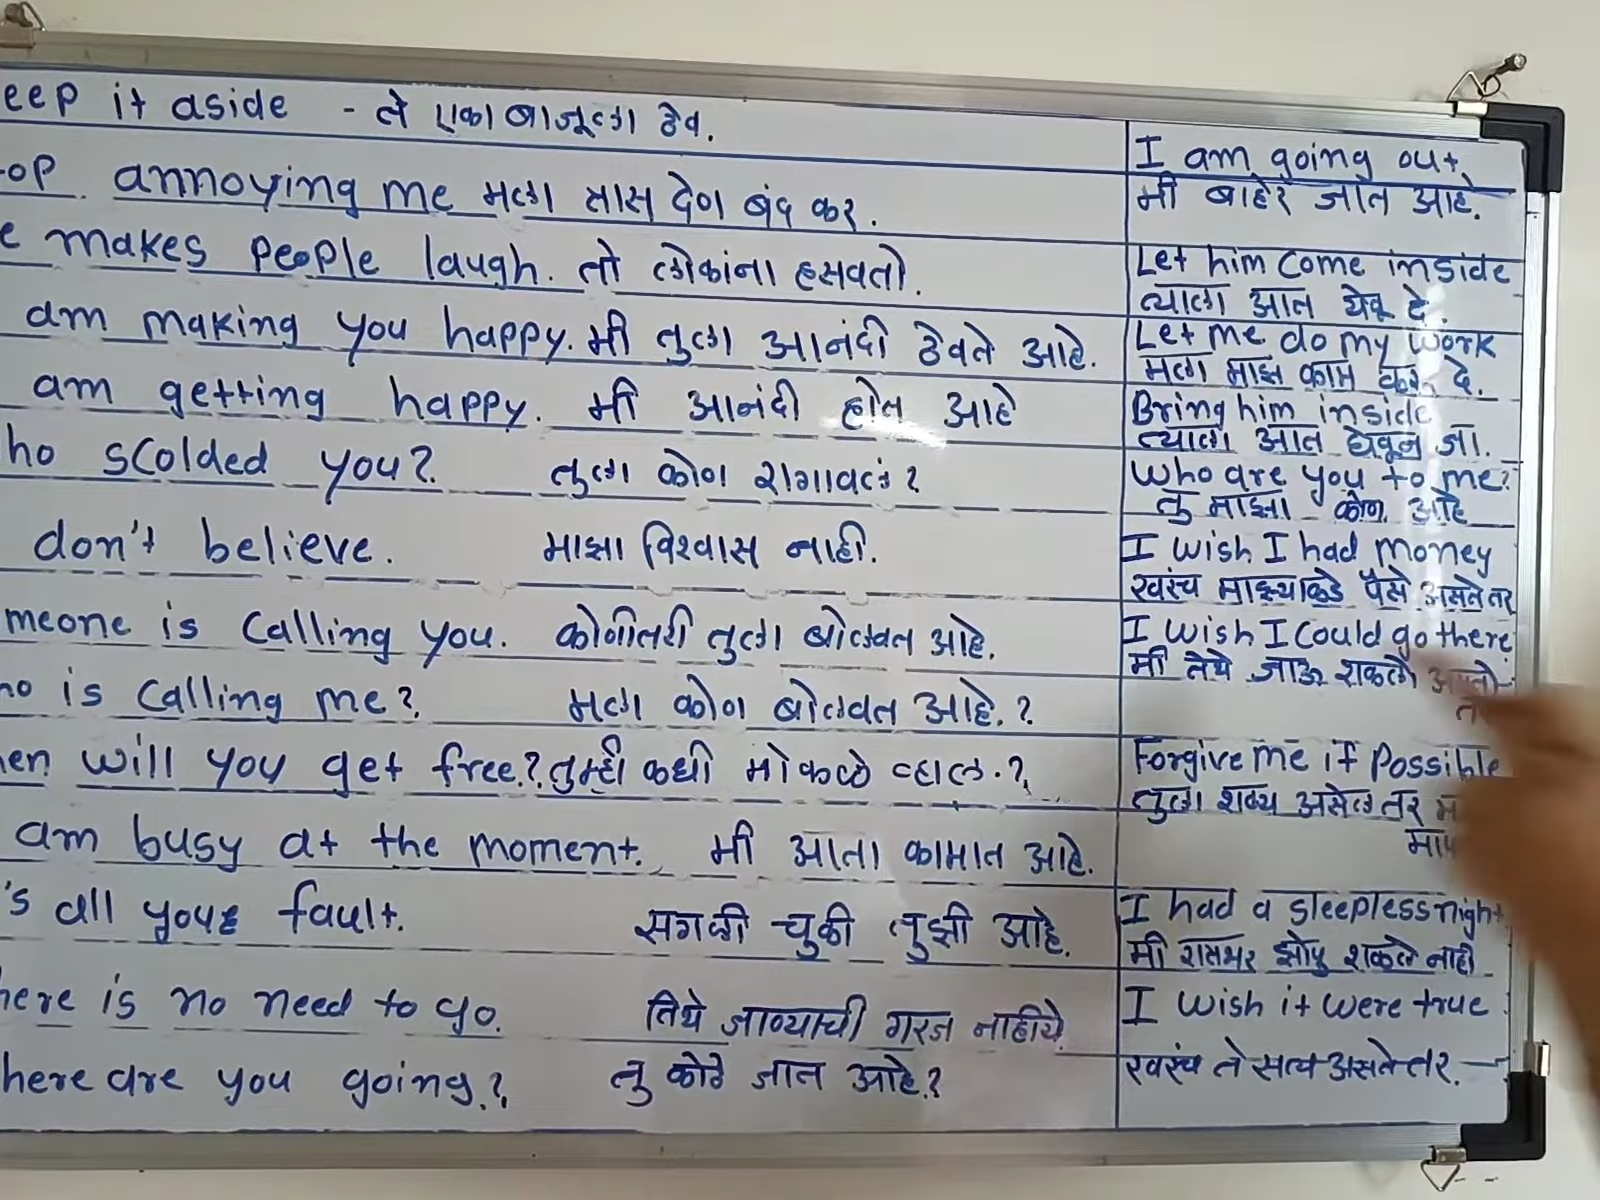 eep it aside - ते एका बाजूला ठेव.
op annoying me मला त्रास देण बंद कर.
e makes people laugh. तो लोकांना हसवतो.
am making you happy. मी तुला आनंदी ठेवते आहे.
am getting happy. मी आनंदी होत आहे
ho scolded you? तुला कोण रागावलं?
don't believe. माझा विश्वास नाही.
meone is calling you. कोणीतरी तुला बोलवत आहे.
ho is calling me? मला कोण बोलवत आहे.?
hen will you get free? तुम्ही कधी मोकळे व्हाल.?
am busy at the moment. मी आता कामात आहे.
's all your fault. सगळी चुकी तुझी आहे.
here is no need to go. तिथे जाण्याची गरज नाहीये.
here are you going? तु कोठे जात आहे.?
I am going out
मी बाहेर जात आहे.
Let him come inside
त्याला आत येवू दे.
Let me do my work
मला माझ काम करू दे.
Bring him inside
त्याला आत घेवून जा.
Who are you to me?
तु माझा कोण आहे
I wish I had money
खरंच माझ्याकडे पैसे असते तर
I wish I could go there
मी तेथे जाऊ शकलो असतो
Forgive me if possible
तुला शक्य असेल तर
I had a sleepless night
मी रातभर झोपु शकले नाही
I wish it were true
खरंच ते सत्य असते तर.